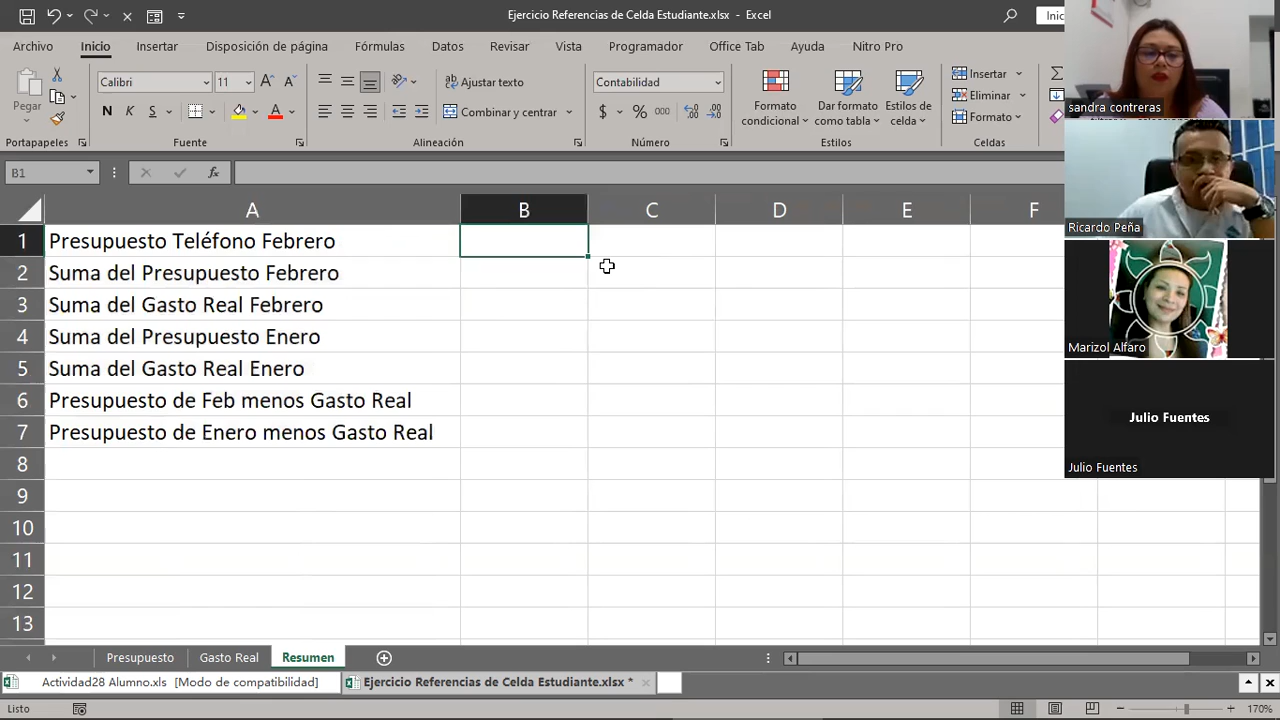 Ejercicio Referencias de Celda Estudiante.xlsx - Excel
Inic
Archivo Inicio Insertar Disposición de página Fórmulas Datos Revisar Vista Programador Office Tab Ayuda Nitro Pro
Pegar
Calibri 11
N K S
Ajustar texto
Combinar y centrar
Contabilidad
$ % 000
Formato condicional
Dar formato como tabla
Estilos de celda
Insertar
Eliminar
Formato
Portapapeles Fuente Alineación Número Estilos Celdas
B1
fx
A B C D E F
1 Presupuesto Teléfono Febrero
2 Suma del Presupuesto Febrero
3 Suma del Gasto Real Febrero
4 Suma del Presupuesto Enero
5 Suma del Gasto Real Enero
6 Presupuesto de Feb menos Gasto Real
7 Presupuesto de Enero menos Gasto Real
8
9
10
11
12
13
sandra contreras
Ricardo Peña
Marizol Alfaro
Julio Fuentes
Julio Fuentes
Presupuesto Gasto Real Resumen
Actividad28 Alumno.xls [Modo de compatibilidad] Ejercicio Referencias de Celda Estudiante.xlsx *
Listo
170%